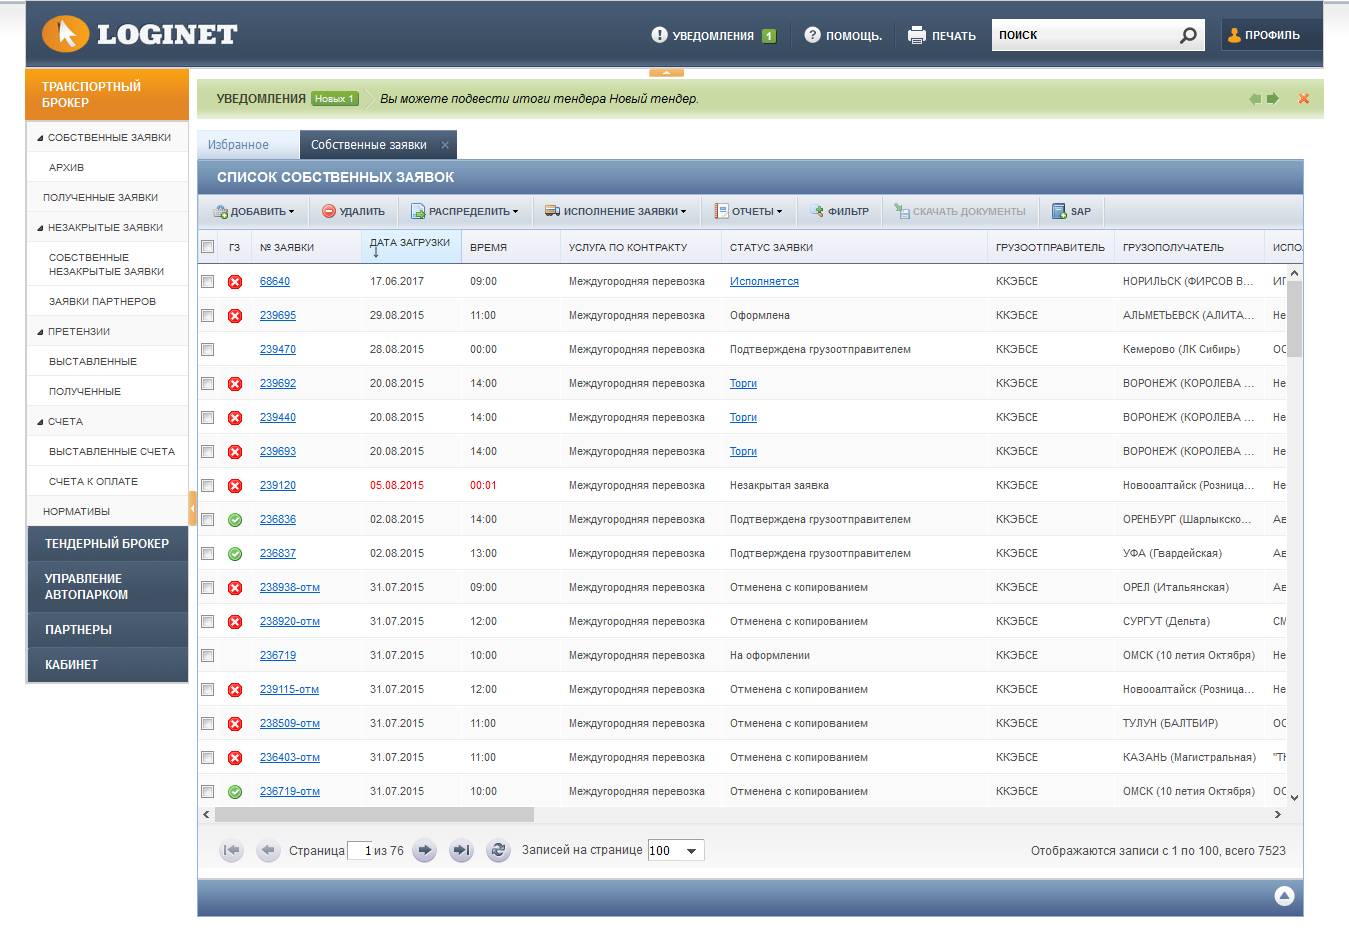 LOGINET
УВЕДОМЛЕНИЯ 1
ПОМОЩЬ.
ПЕЧАТЬ
ПОИСК
ПРОФИЛЬ
ТРАНСПОРТНЫЙ
БРОКЕР
СОБСТВЕННЫЕ ЗАЯВКИ
АРХИВ
ПОЛУЧЕННЫЕ ЗАЯВКИ
НЕЗАКРЫТЫЕ ЗАЯВКИ
СОБСТВЕННЫЕ
НЕЗАКРЫТЫЕ ЗАЯВКИ
ЗАЯВКИ ПАРТНЕРОВ
ПРЕТЕНЗИИ
ВЫСТАВЛЕННЫЕ
ПОЛУЧЕННЫЕ
СЧЕТА
ВЫСТАВЛЕННЫЕ СЧЕТА
СЧЕТА К ОПЛАТЕ
НОРМАТИВЫ
ТЕНДЕРНЫЙ БРОКЕР
УПРАВЛЕНИЕ
АВТОПАРКОМ
ПАРТНЕРЫ
КАБИНЕТ
УВЕДОМЛЕНИЯ Новых 1 Вы можете подвести итоги тендера Новый тендер.
Избранное
Собственные заявки
СПИСОК СОБСТВЕННЫХ ЗАЯВОК
ДОБАВИТЬ УДАЛИТЬ РАСПРЕДЕЛИТЬ ИСПОЛНЕНИЕ ЗАЯВКИ ОТЧЕТЫ ФИЛЬТР СКАЧАТЬ ДОКУМЕНТЫ SAP
ГЗ № ЗАЯВКИ ДАТА ЗАГРУЗКИ ВРЕМЯ УСЛУГА ПО КОНТРАКТУ СТАТУС ЗАЯВКИ ГРУЗООТПРАВИТЕЛЬ ГРУЗОПОЛУЧАТЕЛЬ ИСПО
68640 17.06.2017 09:00 Междугородняя перевозка Исполняется ККЭБСЕ НОРИЛЬСК (ФИРСОВ В... ИГ
239695 29.08.2015 11:00 Междугородняя перевозка Оформлена ККЭБСЕ АЛЬМЕТЬЕВСК (АЛИТА... Не
239470 28.08.2015 00:00 Междугородняя перевозка Подтверждена грузоотправителем ККЭБСЕ Кемерово (ЛК Сибирь) ОС
239692 20.08.2015 14:00 Междугородняя перевозка Торги ККЭБСЕ ВОРОНЕЖ (КОРОЛЕВА ... Не
239440 20.08.2015 14:00 Междугородняя перевозка Торги ККЭБСЕ ВОРОНЕЖ (КОРОЛЕВА ... Не
239693 20.08.2015 14:00 Междугородняя перевозка Торги ККЭБСЕ ВОРОНЕЖ (КОРОЛЕВА ... Не
239120 05.08.2015 00:01 Междугородняя перевозка Незакрытая заявка ККЭБСЕ Новооалтайск (Розница... Не
236836 02.08.2015 14:00 Междугородняя перевозка Подтверждена грузоотправителем ККЭБСЕ ОРЕНБУРГ (Шарлыкско... Ав
236837 02.08.2015 13:00 Междугородняя перевозка Подтверждена грузоотправителем ККЭБСЕ УФА (Гвардейская) Ав
238938-отм 31.07.2015 09:00 Междугородняя перевозка Отменена с копированием ККЭБСЕ ОРЕЛ (Итальянская) Ав
238920-отм 31.07.2015 12:00 Междугородняя перевозка Отменена с копированием ККЭБСЕ СУРГУТ (Дельта) СМ
236719 31.07.2015 10:00 Междугородняя перевозка На оформлении ККЭБСЕ ОМСК (10 летия Октября) Не
239115-отм 31.07.2015 12:00 Междугородняя перевозка Отменена с копированием ККЭБСЕ Новооалтайск (Розница... Не
238509-отм 31.07.2015 11:00 Междугородняя перевозка Отменена с копированием ККЭБСЕ ТУЛУН (БАЛТБИР) ОС
236403-отм 31.07.2015 11:00 Междугородняя перевозка Отменена с копированием ККЭБСЕ КАЗАНЬ (Магистральная) "ТК
236719-отм 31.07.2015 10:00 Междугородняя перевозка Отменена с копированием ККЭБСЕ ОМСК (10 летия Октября) ОС
Страница 1 из 76 Записей на странице 100 Отображаются записи с 1 по 100, всего 7523